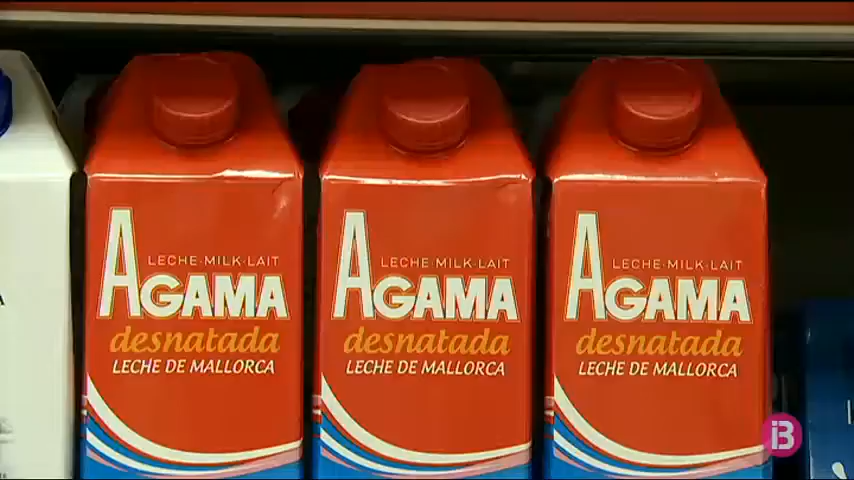 LECHE·MILK·LAIT
AGAMA
desnatada
LECHE DE MALLORCA
LECHE·MILK·LAIT
AGAMA
desnatada
LECHE DE MALLORCA
LECHE·MILK·LAIT
AGAMA
desnatada
LECHE DE MALLORCA
iB